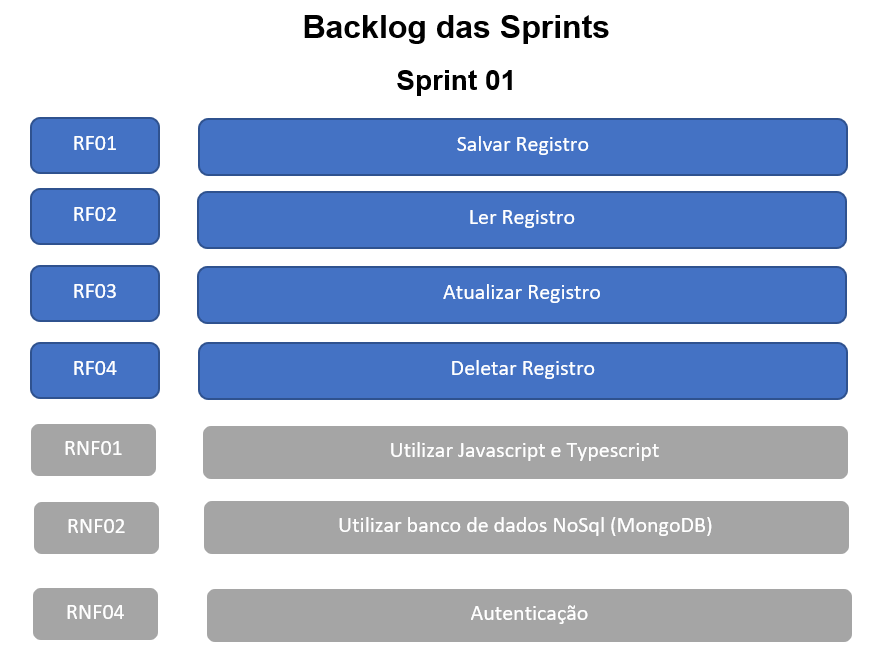 Backlog das Sprints
Sprint 01
RF01 Salvar Registro
RF02 Ler Registro
RF03 Atualizar Registro
RF04 Deletar Registro
RNF01 Utilizar Javascript e Typescript
RNF02 Utilizar banco de dados NoSql (MongoDB)
RNF04 Autenticação